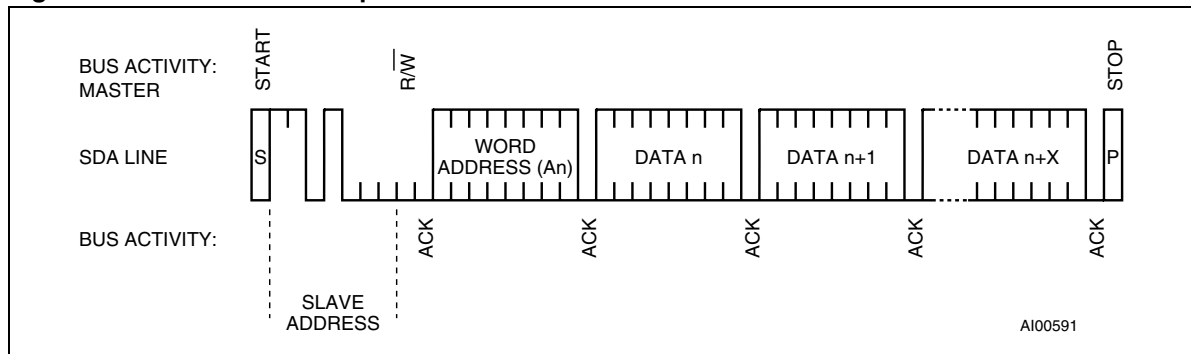 BUS ACTIVITY:
MASTER
START
R/W
STOP
SDA LINE
S
WORD
ADDRESS (An)
DATA n
DATA n+1
DATA n+X
P
BUS ACTIVITY:
ACK
ACK
ACK
ACK
ACK
SLAVE
ADDRESS
AI00591